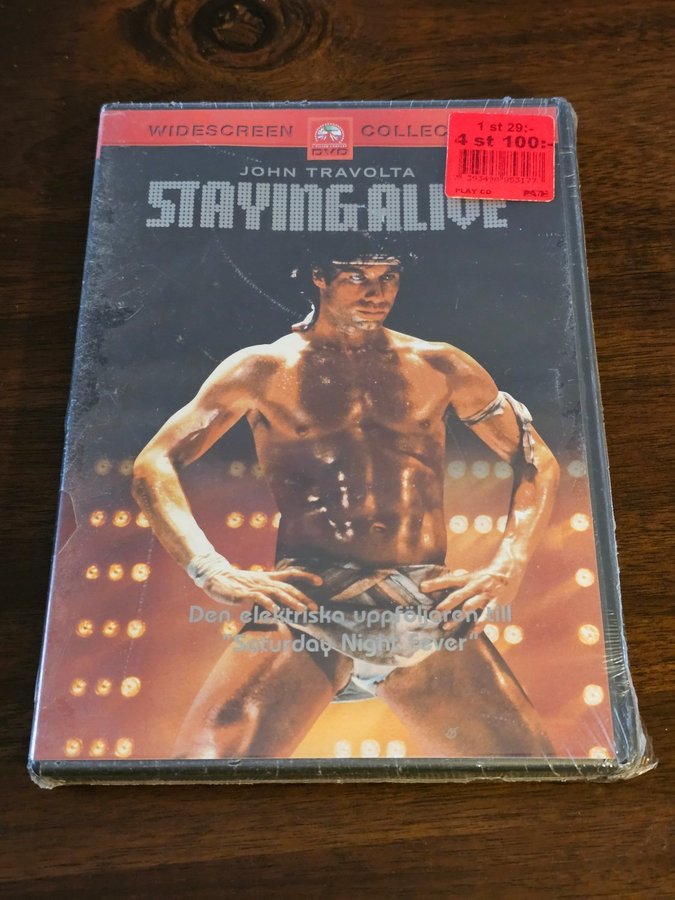 WIDESCREEN DVD COLLEC
1 st 29:-
4 st 100:-
PLAY CD
JOHN TRAVOLTA
STAYING ALIVE
Den elektriska uppföljaren till
"Saturday Night Fever"